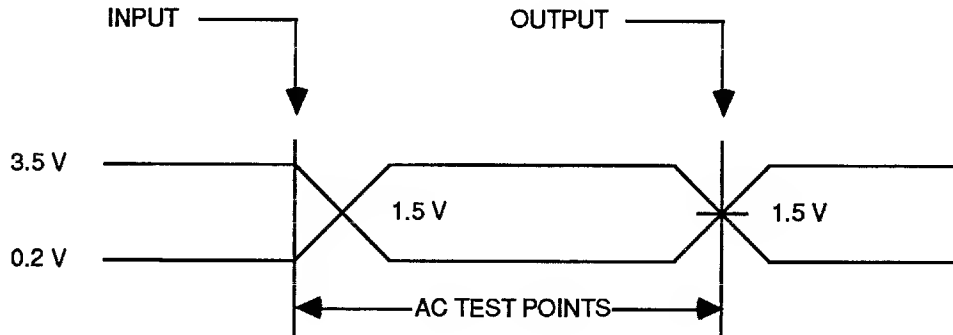 INPUT
OUTPUT
3.5 V
1.5 V
1.5 V
0.2 V
AC TEST POINTS